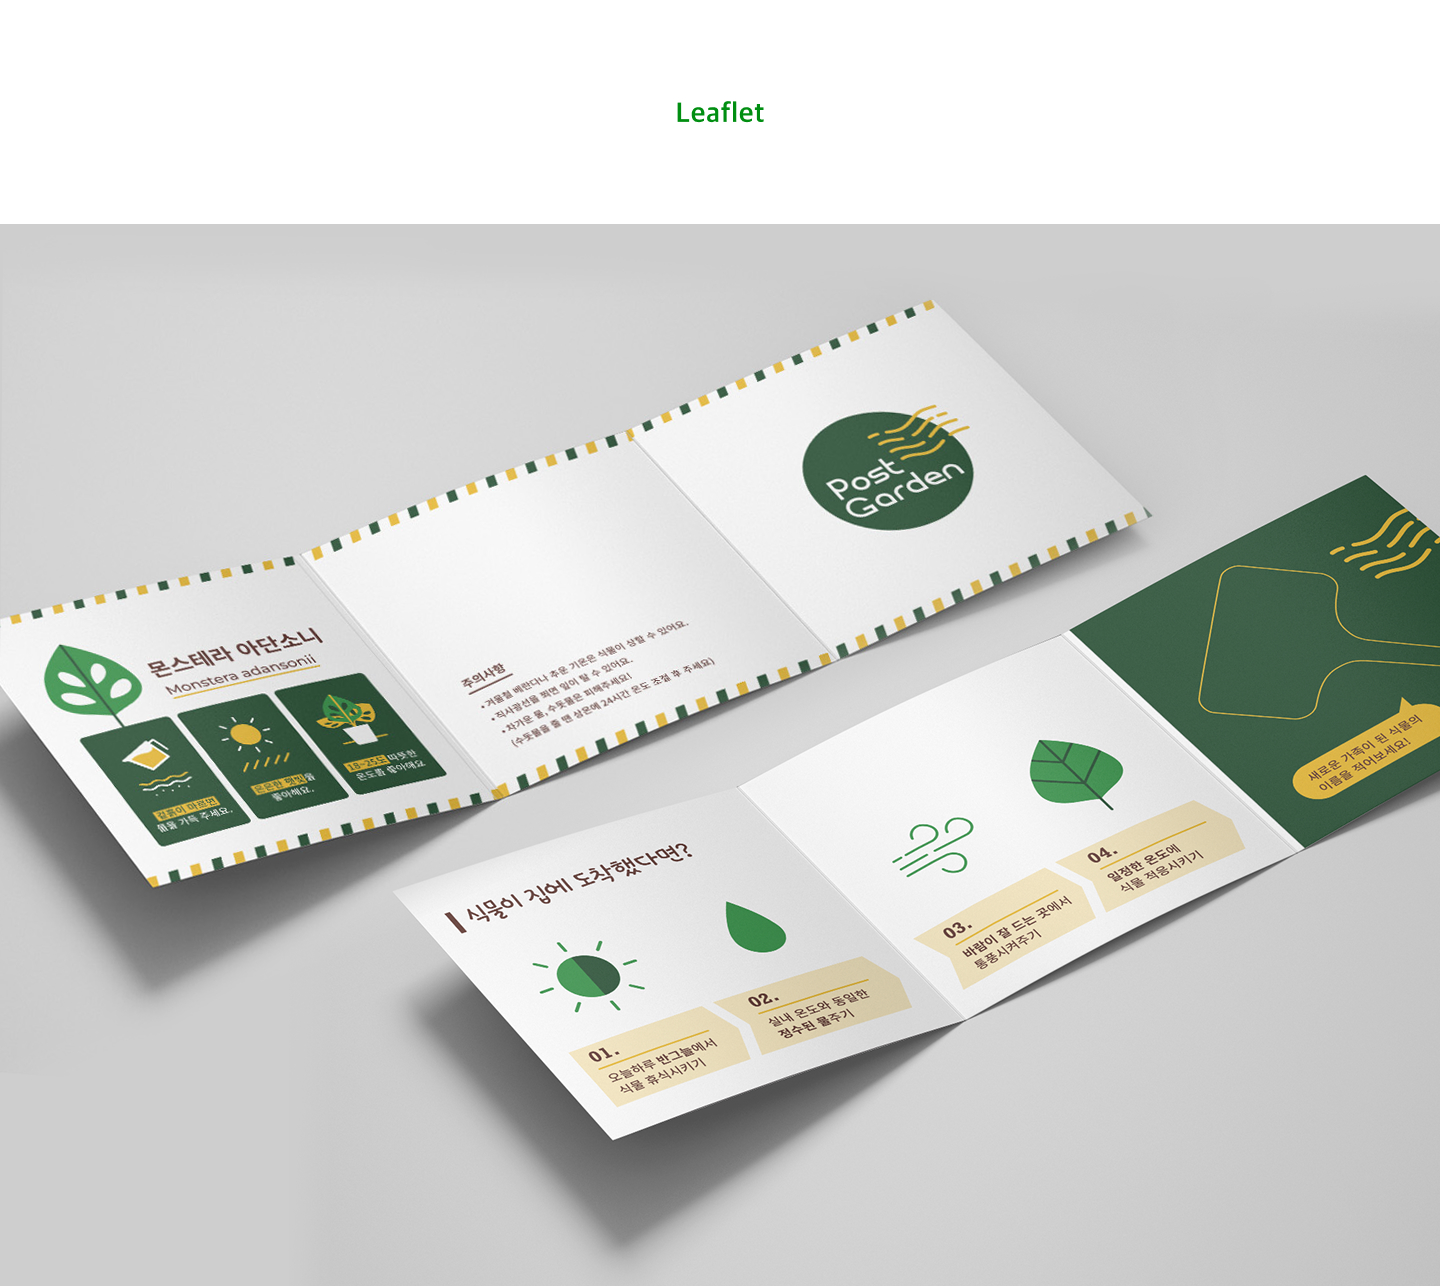 Leaflet
Post
Garden
몬스테라 아단소니
Monstera adansonii
겉흙이 마르면
물을 가득 주세요.
은은한 햇빛을
좋아해요.
18~25도 따뜻한
온도를 좋아해요
주의사항
• 겨울철 베란다나 추운 기온은 식물이 상할 수 있어요.
• 직사광선을 쬐면 잎이 탈 수 있어요.
• 차가운 물, 수돗물은 피해주세요!
(수돗물을 줄 땐 상온에 24시간 온도 조절 후 주세요)
식물이 집에 도착했다면?
01.
오늘하루 반그늘에서
식물 휴식시키기
02.
실내 온도와 동일한
정수된 물주기
03.
바람이 잘 드는 곳에서
통풍시켜주기
04.
일정한 온도에
식물 적응시키기
새로운 가족이 된 식물의
이름을 적어보세요!